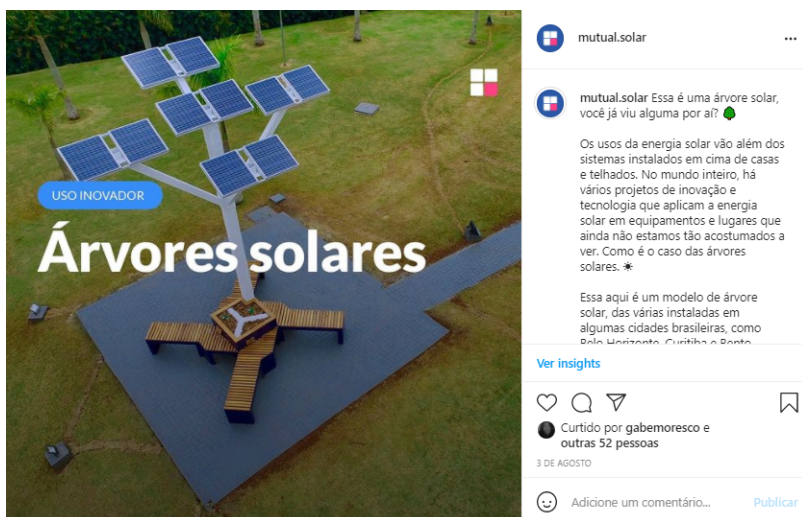 USO INOVADOR
Árvores solares
mutual.solar
mutual.solar Essa é uma árvore solar,
você já viu alguma por aí?
Os usos da energia solar vão além dos
sistemas instalados em cima de casas
e telhados. No mundo inteiro, há
vários projetos de inovação e
tecnologia que aplicam a energia
solar em equipamentos e lugares que
ainda não estamos tão acostumados a
ver. Como é o caso das árvores
solares. ☀
Essa aqui é um modelo de árvore
solar, das várias instaladas em
algumas cidades brasileiras, como
Belo Horizonte, Curitiba e Bento
Ver insights
Curtido por gabemoresco e
outras 52 pessoas
3 DE AGOSTO
Adicione um comentário...
Publicar